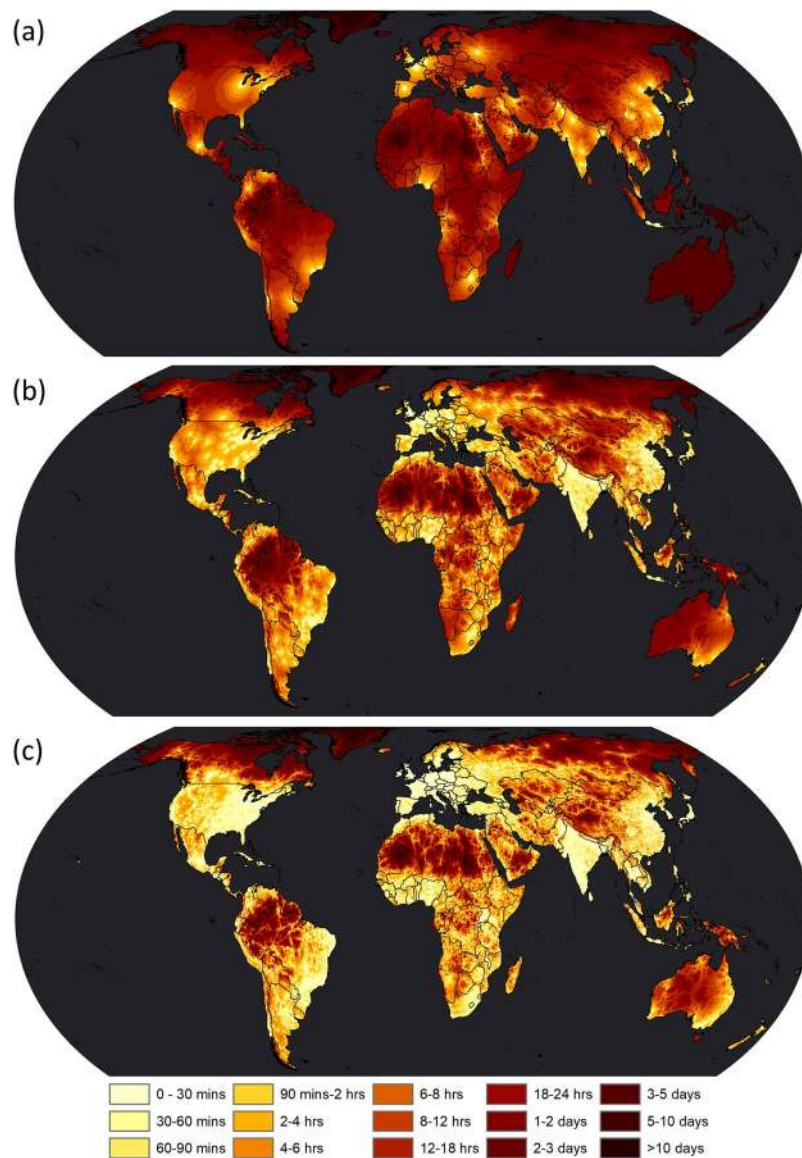 (a)
(b)
(c)
0 - 30 mins 90 mins-2 hrs 6-8 hrs 18-24 hrs 3-5 days
30-60 mins 2-4 hrs 8-12 hrs 1-2 days 5-10 days
60-90 mins 4-6 hrs 12-18 hrs 2-3 days >10 days